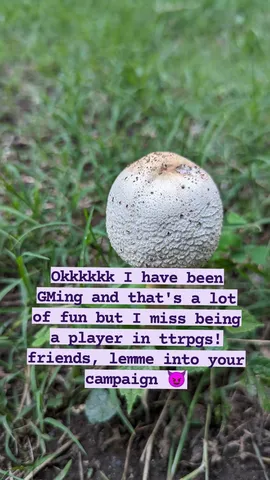 Okkkkkk I have been
GMing and that's a lot
of fun but I miss being
a player in ttrpgs!
friends, lemme into your
campaign 😈